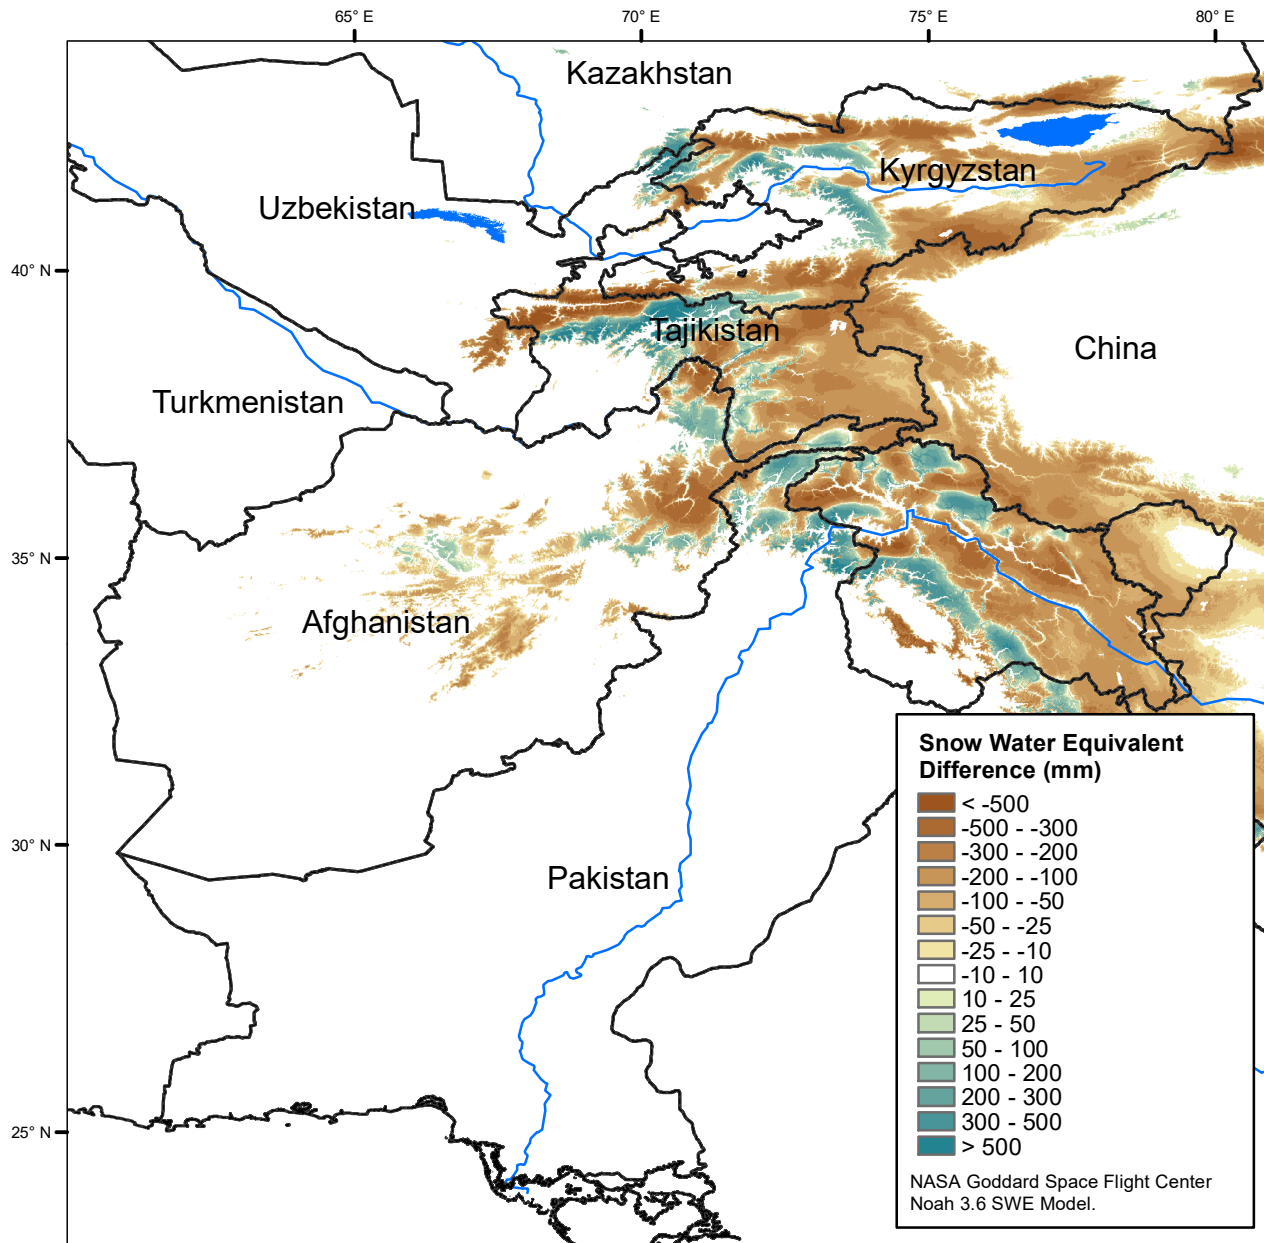 65° E
70° E
75° E
80° E
Kazakhstan
Kyrgyzstan
Uzbekistan
40° N
Tajikistan
China
Turkmenistan
35° N
Afghanistan
Snow Water Equivalent
Difference (mm)
< -500
-500 - -300
-300 - -200
-200 - -100
-100 - -50
-50 - -25
-25 - -10
-10 - 10
10 - 25
25 - 50
50 - 100
100 - 200
200 - 300
300 - 500
> 500
NASA Goddard Space Flight Center
Noah 3.6 SWE Model.
30° N
Pakistan
25° N